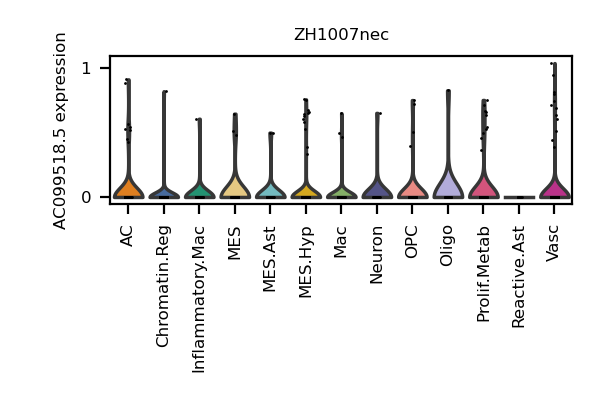 ZH1007nec
AC099518.5 expression
1
0
AC
Chromatin.Reg
Inflammatory.Mac
MES
MES.Ast
MES.Hyp
Mac
Neuron
OPC
Oligo
Prolif.Metab
Reactive.Ast
Vasc